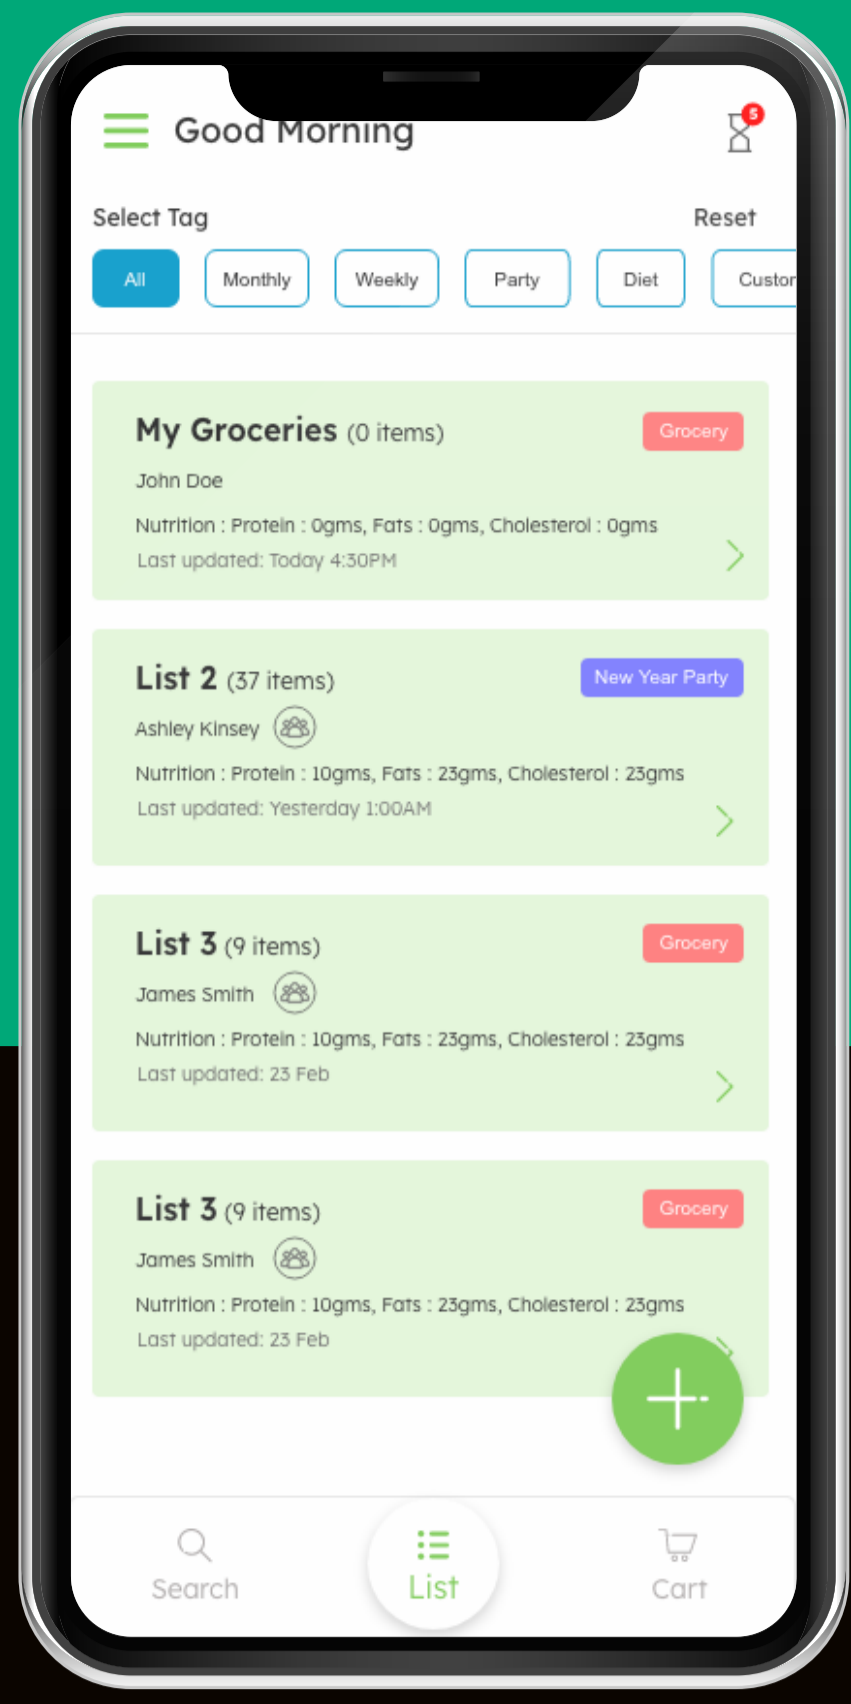 Good Morning
5
Select Tag Reset
All Monthly Weekly Party Diet Custor
My Groceries (0 items) Grocery
John Doe
Nutrition : Protein : 0gms, Fats : 0gms, Cholesterol : 0gms
Last updated: Today 4:30PM
List 2 (37 items) New Year Party
Ashley Kinsey
Nutrition : Protein : 10gms, Fats : 23gms, Cholesterol : 23gms
Last updated: Yesterday 1:00AM
List 3 (9 items) Grocery
James Smith
Nutrition : Protein : 10gms, Fats : 23gms, Cholesterol : 23gms
Last updated: 23 Feb
List 3 (9 items) Grocery
James Smith
Nutrition : Protein : 10gms, Fats : 23gms, Cholesterol : 23gms
Last updated: 23 Feb
Search List Cart